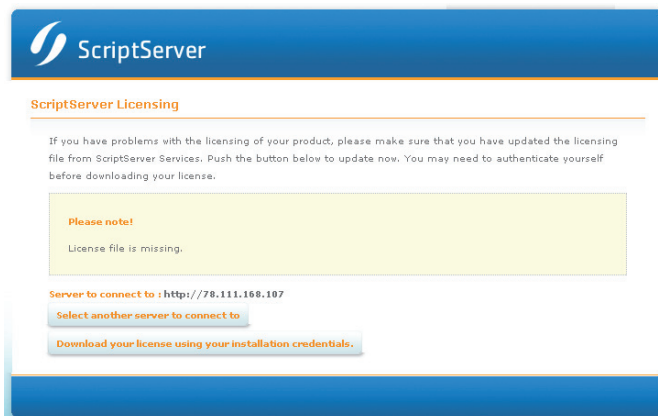 ScriptServer
ScriptServer Licensing
If you have problems with the licensing of your product, please make sure that you have updated the licensing
file from ScriptServer Services. Push the button below to update now. You may need to authenticate yourself
before downloading your license.
Please note!
License file is missing.
Server to connect to : http://78.111.168.107
Select another server to connect to
Download your license using your installation credentials.